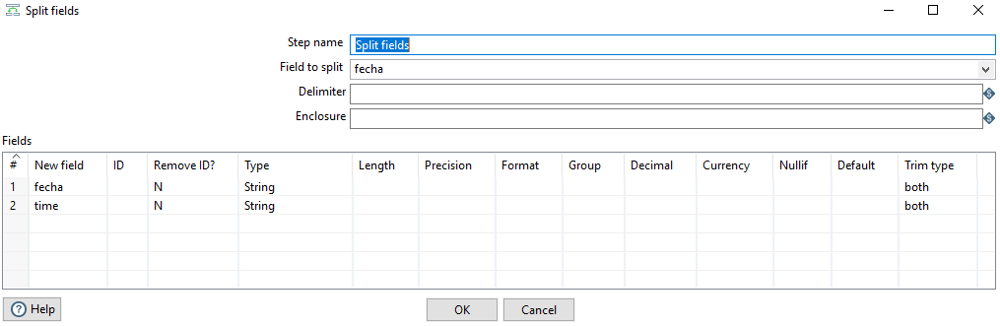 Split fields
Step name Split fields
Field to split fecha
Delimiter
Enclosure
Fields
# New field ID Remove ID? Type Length Precision Format Group Decimal Currency Nullif Default Trim type
1 fecha N String both
2 time N String both
Help OK Cancel